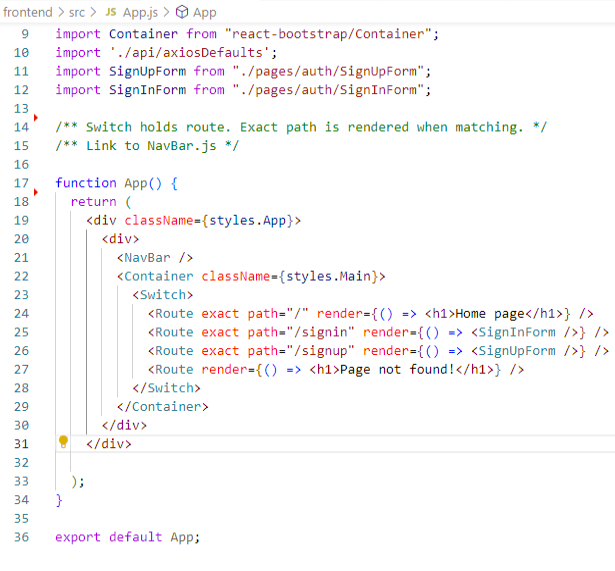 frontend > src > JS App.js > App
9 import Container from "react-bootstrap/Container";
10 import './api/axiosDefaults';
11 import SignUpForm from "./pages/auth/SignUpForm";
12 import SignInForm from "./pages/auth/SignInForm";
13
14 /** Switch holds route. Exact path is rendered when matching. */
15 /** Link to NavBar.js */
16
17 function App() {
18   return (
19     <div className={styles.App}>
20       <div>
21         <NavBar />
22         <Container className={styles.Main}>
23           <Switch>
24             <Route exact path="/" render={() => <h1>Home page</h1>} />
25             <Route exact path="/signin" render={() => <SignInForm />} />
26             <Route exact path="/signup" render={() => <SignUpForm />} />
27             <Route render={() => <h1>Page not found!</h1>} />
28           </Switch>
29         </Container>
30       </div>
31     </div>
32
33   );
34 }
35
36 export default App;